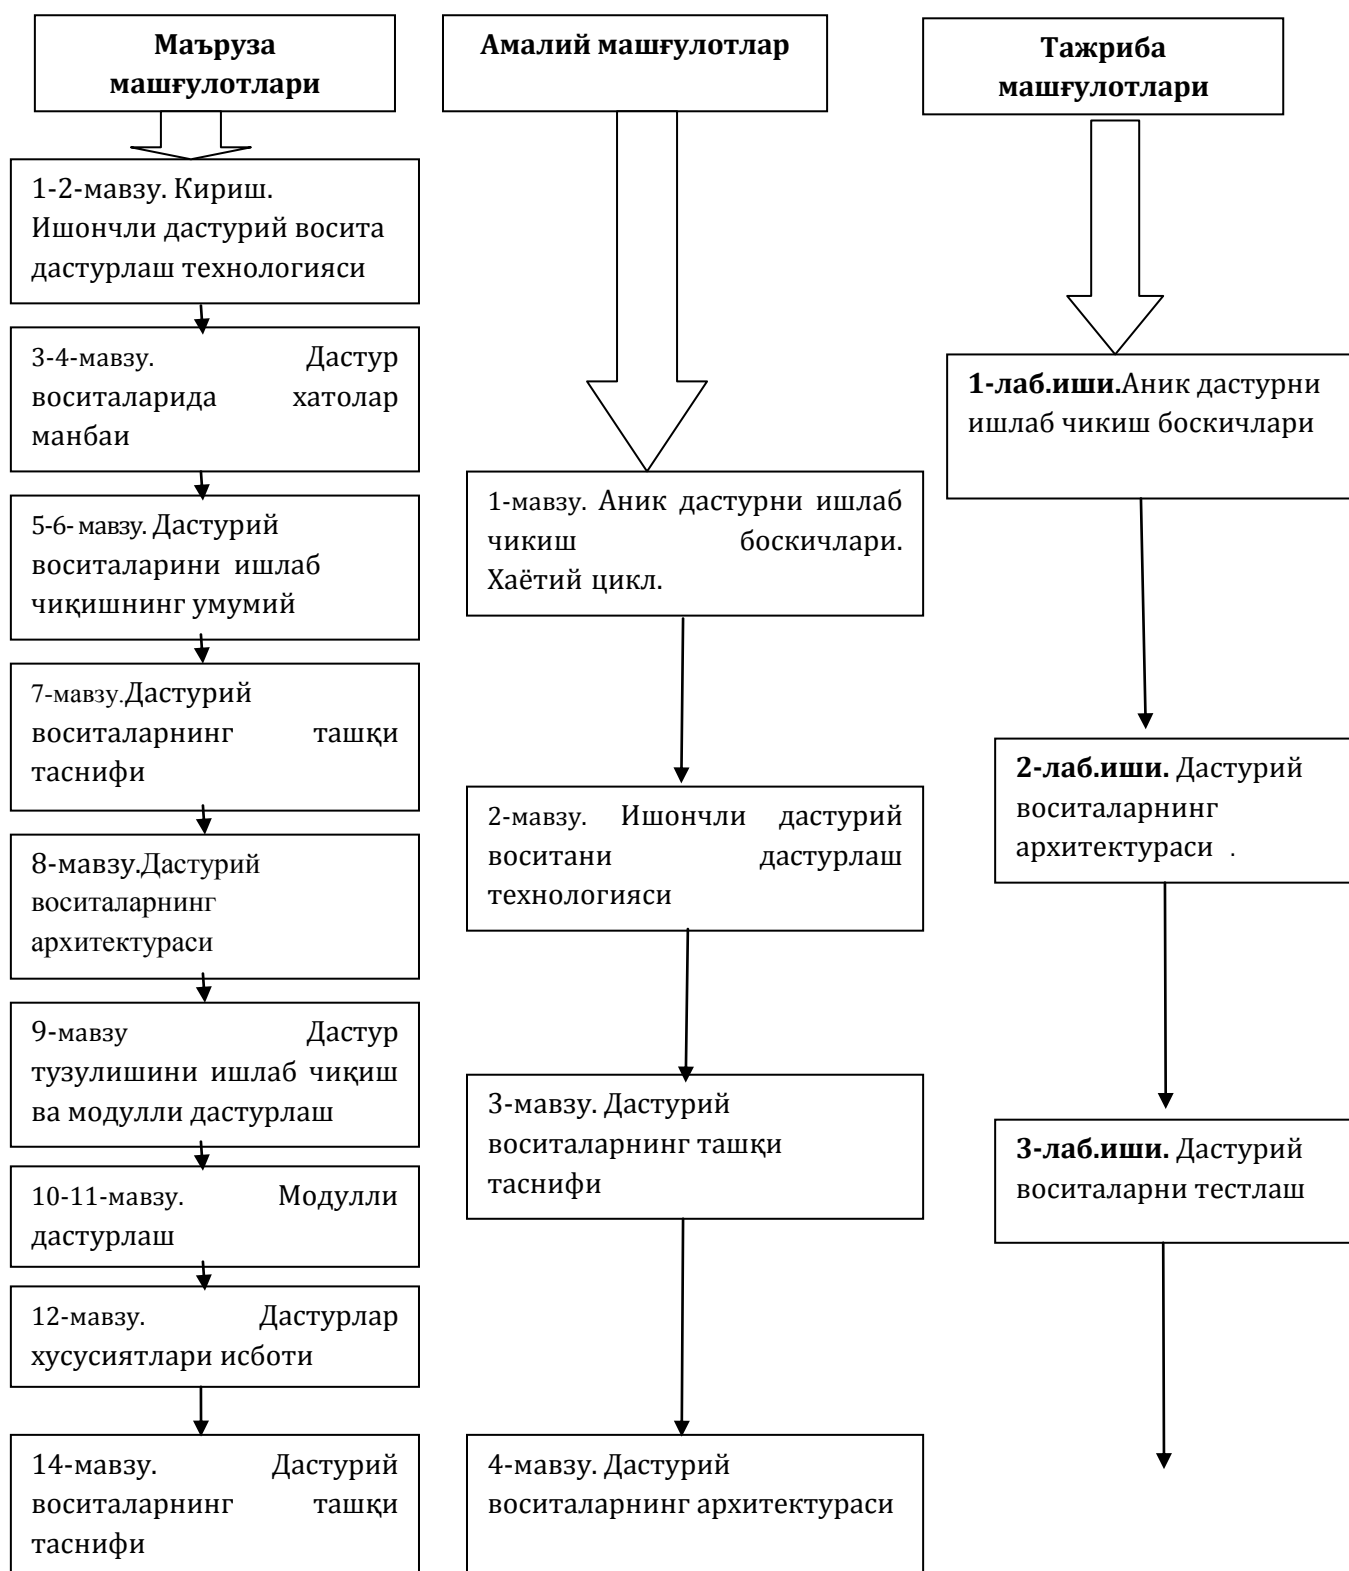 Маъруза
машғулотлари
1-2-мавзу. Кириш.
Ишончли дастурий восита
дастурлаш технологияси
3-4-мавзу. Дастур
воситаларида хатолар
манбаи
5-6- мавзу. Дастурий
воситаларини ишлаб
чиқишнинг умумий
7-мавзу.Дастурий
воситаларнинг ташқи
таснифи
8-мавзу.Дастурий
воситаларнинг
архитектураси
9-мавзу Дастур
тузулишини ишлаб чиқиш
ва модулли дастурлаш
10-11-мавзу. Модулли
дастурлаш
12-мавзу. Дастурлар
хусусиятлари исботи
14-мавзу. Дастурий
воситаларнинг ташқи
таснифи
Амалий машғулотлар
1-мавзу. Аник дастурни ишлаб
чикиш боскичлари.
Хаётий цикл.
2-мавзу. Ишончли дастурий
воситани дастурлаш
технологияси
3-мавзу. Дастурий
воситаларнинг ташқи
таснифи
4-мавзу. Дастурий
воситаларнинг архитектураси
Тажриба
машғулотлари
1-лаб.иши.Аник дастурни
ишлаб чикиш боскичлари
2-лаб.иши. Дастурий
воситаларнинг
архитектураси .
3-лаб.иши. Дастурий
воситаларни тестлаш